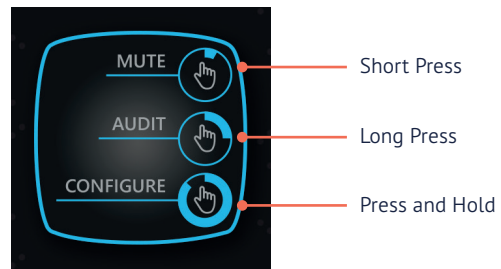 MUTE
Short Press
AUDIT
Long Press
CONFIGURE
Press and Hold